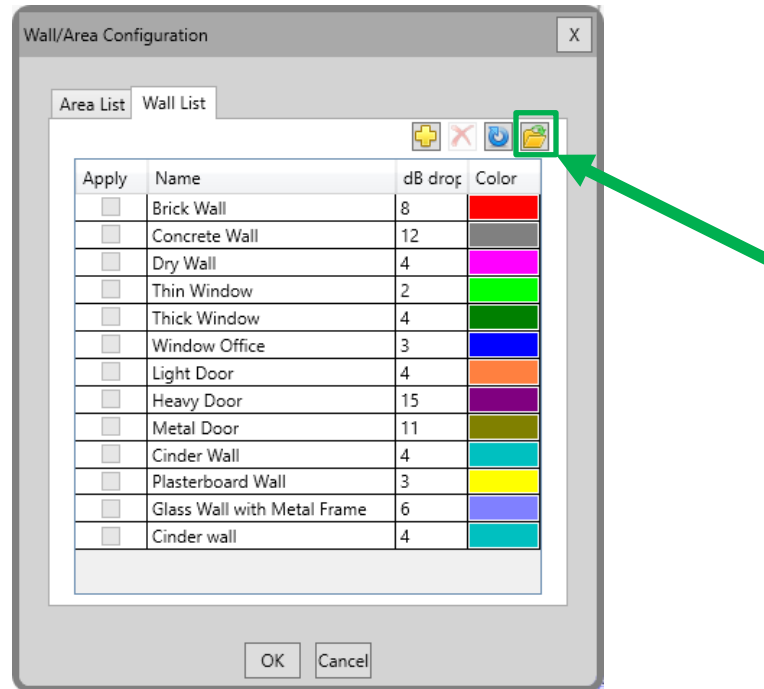 Wall/Area Configuration X
Area List Wall List
Apply Name dB drop Color
Brick Wall 8
Concrete Wall 12
Dry Wall 4
Thin Window 2
Thick Window 4
Window Office 3
Light Door 4
Heavy Door 15
Metal Door 11
Cinder Wall 4
Plasterboard Wall 3
Glass Wall with Metal Frame 6
Cinder wall 4
OK Cancel